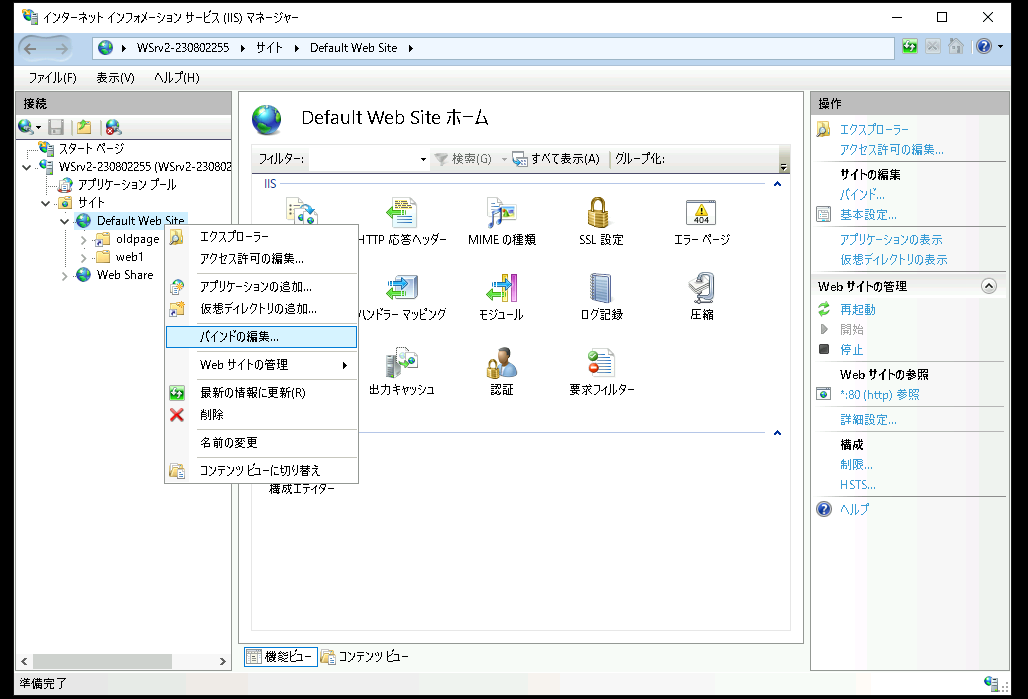 インターネット インフォメーション サービス (IIS) マネージャー
WSrv2-230802255 サイト Default Web Site
ファイル(F) 表示(V) ヘルプ(H)
接続
スタート ページ
WSrv2-230802255 (WSrv2-230802
アプリケーション プール
サイト
Default Web Site
oldpage
web1
Web Share
エクスプローラー
アクセス許可の編集...
アプリケーションの追加...
仮想ディレクトリの追加...
バインドの編集...
Web サイトの管理
最新の情報に更新(R)
削除
名前の変更
コンテンツ ビューに切り替え
Default Web Site ホーム
フィルター: 検索(G) すべて表示(A) グループ化:
IIS
HTTP 応答ヘッダー MIME の種類 SSL 設定 エラー ページ
ハンドラー マッピング モジュール ログ記録 圧縮
出力キャッシュ 認証 要求フィルター
構成エディター
機能ビュー コンテンツ ビュー
操作
エクスプローラー
アクセス許可の編集...
サイトの編集
バインド...
基本設定...
アプリケーションの表示
仮想ディレクトリの表示
Web サイトの管理
再起動
開始
停止
Web サイトの参照
*:80 (http) 参照
詳細設定...
構成
制限...
HSTS...
ヘルプ
準備完了